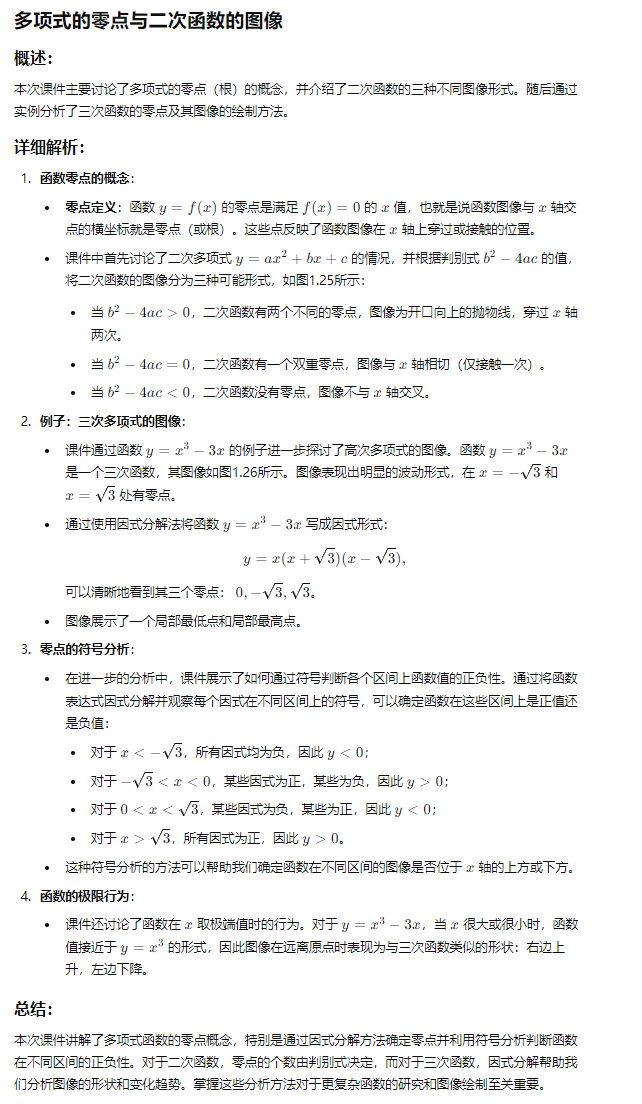 多项式的零点与二次函数的图像
概述：
本次课件主要讨论了多项式的零点（根）的概念，并介绍了二次函数的三种不同图像形式。随后通过
实例分析了三次函数的零点及其图像的绘制方法。
详细解析：
1. 函数零点的概念：
• 零点定义：函数 y = f(x) 的零点是满足 f(x) = 0 的 x 值，也就是说函数图像与 x 轴交
点的横坐标就是零点（或根）。这些点反映了函数图像在 x 轴上穿过或接触的位置。
• 课件中首先讨论了二次多项式 y = ax² + bx + c 的情况，并根据判别式 b² − 4ac 的值，
将二次函数的图像分为三种可能形式，如图1.25所示：
• 当 b² − 4ac > 0，二次函数有两个不同的零点，图像为开口向上的抛物线，穿过 x 轴
两次。
• 当 b² − 4ac = 0，二次函数有一个双重零点，图像与 x 轴相切（仅接触一次）。
• 当 b² − 4ac < 0，二次函数没有零点，图像不与 x 轴交叉。
2. 例子：三次多项式的图像：
• 课件通过函数 y = x³ − 3x 的例子进一步探讨了高次多项式的图像。函数 y = x³ − 3x
是一个三次函数，其图像如图1.26所示。图像表现出明显的波动形式，在 x = −√3 和
x = √3 处有零点。
• 通过使用因式分解法将函数 y = x³ − 3x 写成因式形式：
y = x(x + √3)(x − √3),
可以清晰地看到其三个零点： 0, −√3, √3。
• 图像展示了一个局部最低点和局部最高点。
3. 零点的符号分析：
• 在进一步的分析中，课件展示了如何通过符号判断各个区间上函数值的正负性。通过将函数
表达式因式分解并观察每个因式在不同区间上的符号，可以确定函数在这些区间上是正值还
是负值：
• 对于 x < −√3，所有因式均为负，因此 y < 0；
• 对于 −√3 < x < 0，某些因式为正，某些为负，因此 y > 0；
• 对于 0 < x < √3，某些因式为负，某些为正，因此 y < 0；
• 对于 x > √3，所有因式为正，因此 y > 0。
• 这种符号分析的方法可以帮助我们确定函数在不同区间的图像是否位于 x 轴的上方或下方。
4. 函数的极限行为：
• 课件还讨论了函数在 x 取极端值时的行为。对于 y = x³ − 3x，当 x 很大或很小时，函数
值接近于 y = x³ 的形式，因此图像在远离原点时表现为与三次函数类似的形状：右边上
升，左边下降。
总结：
本次课件讲解了多项式函数的零点概念，特别是通过因式分解方法确定零点并利用符号分析判断函数
在不同区间的正负性。对于二次函数，零点的个数由判别式决定，而对于三次函数，因式分解帮助我
们分析图像的形状和变化趋势。掌握这些分析方法对于更复杂函数的研究和图像绘制至关重要。